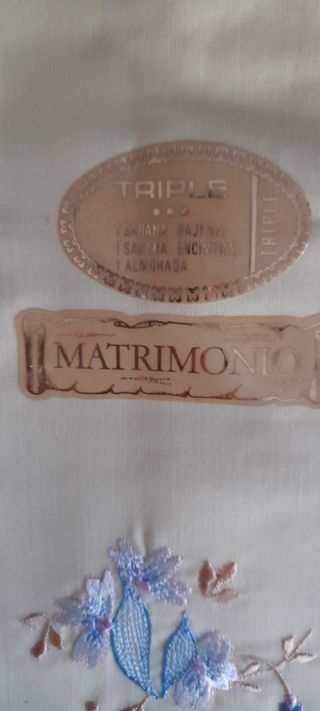 TRIPLE
1 SABANA BAJERA
1 SABANA ENCIMERA
1 ALMOHADA
TRIPLE
MATRIMONIO